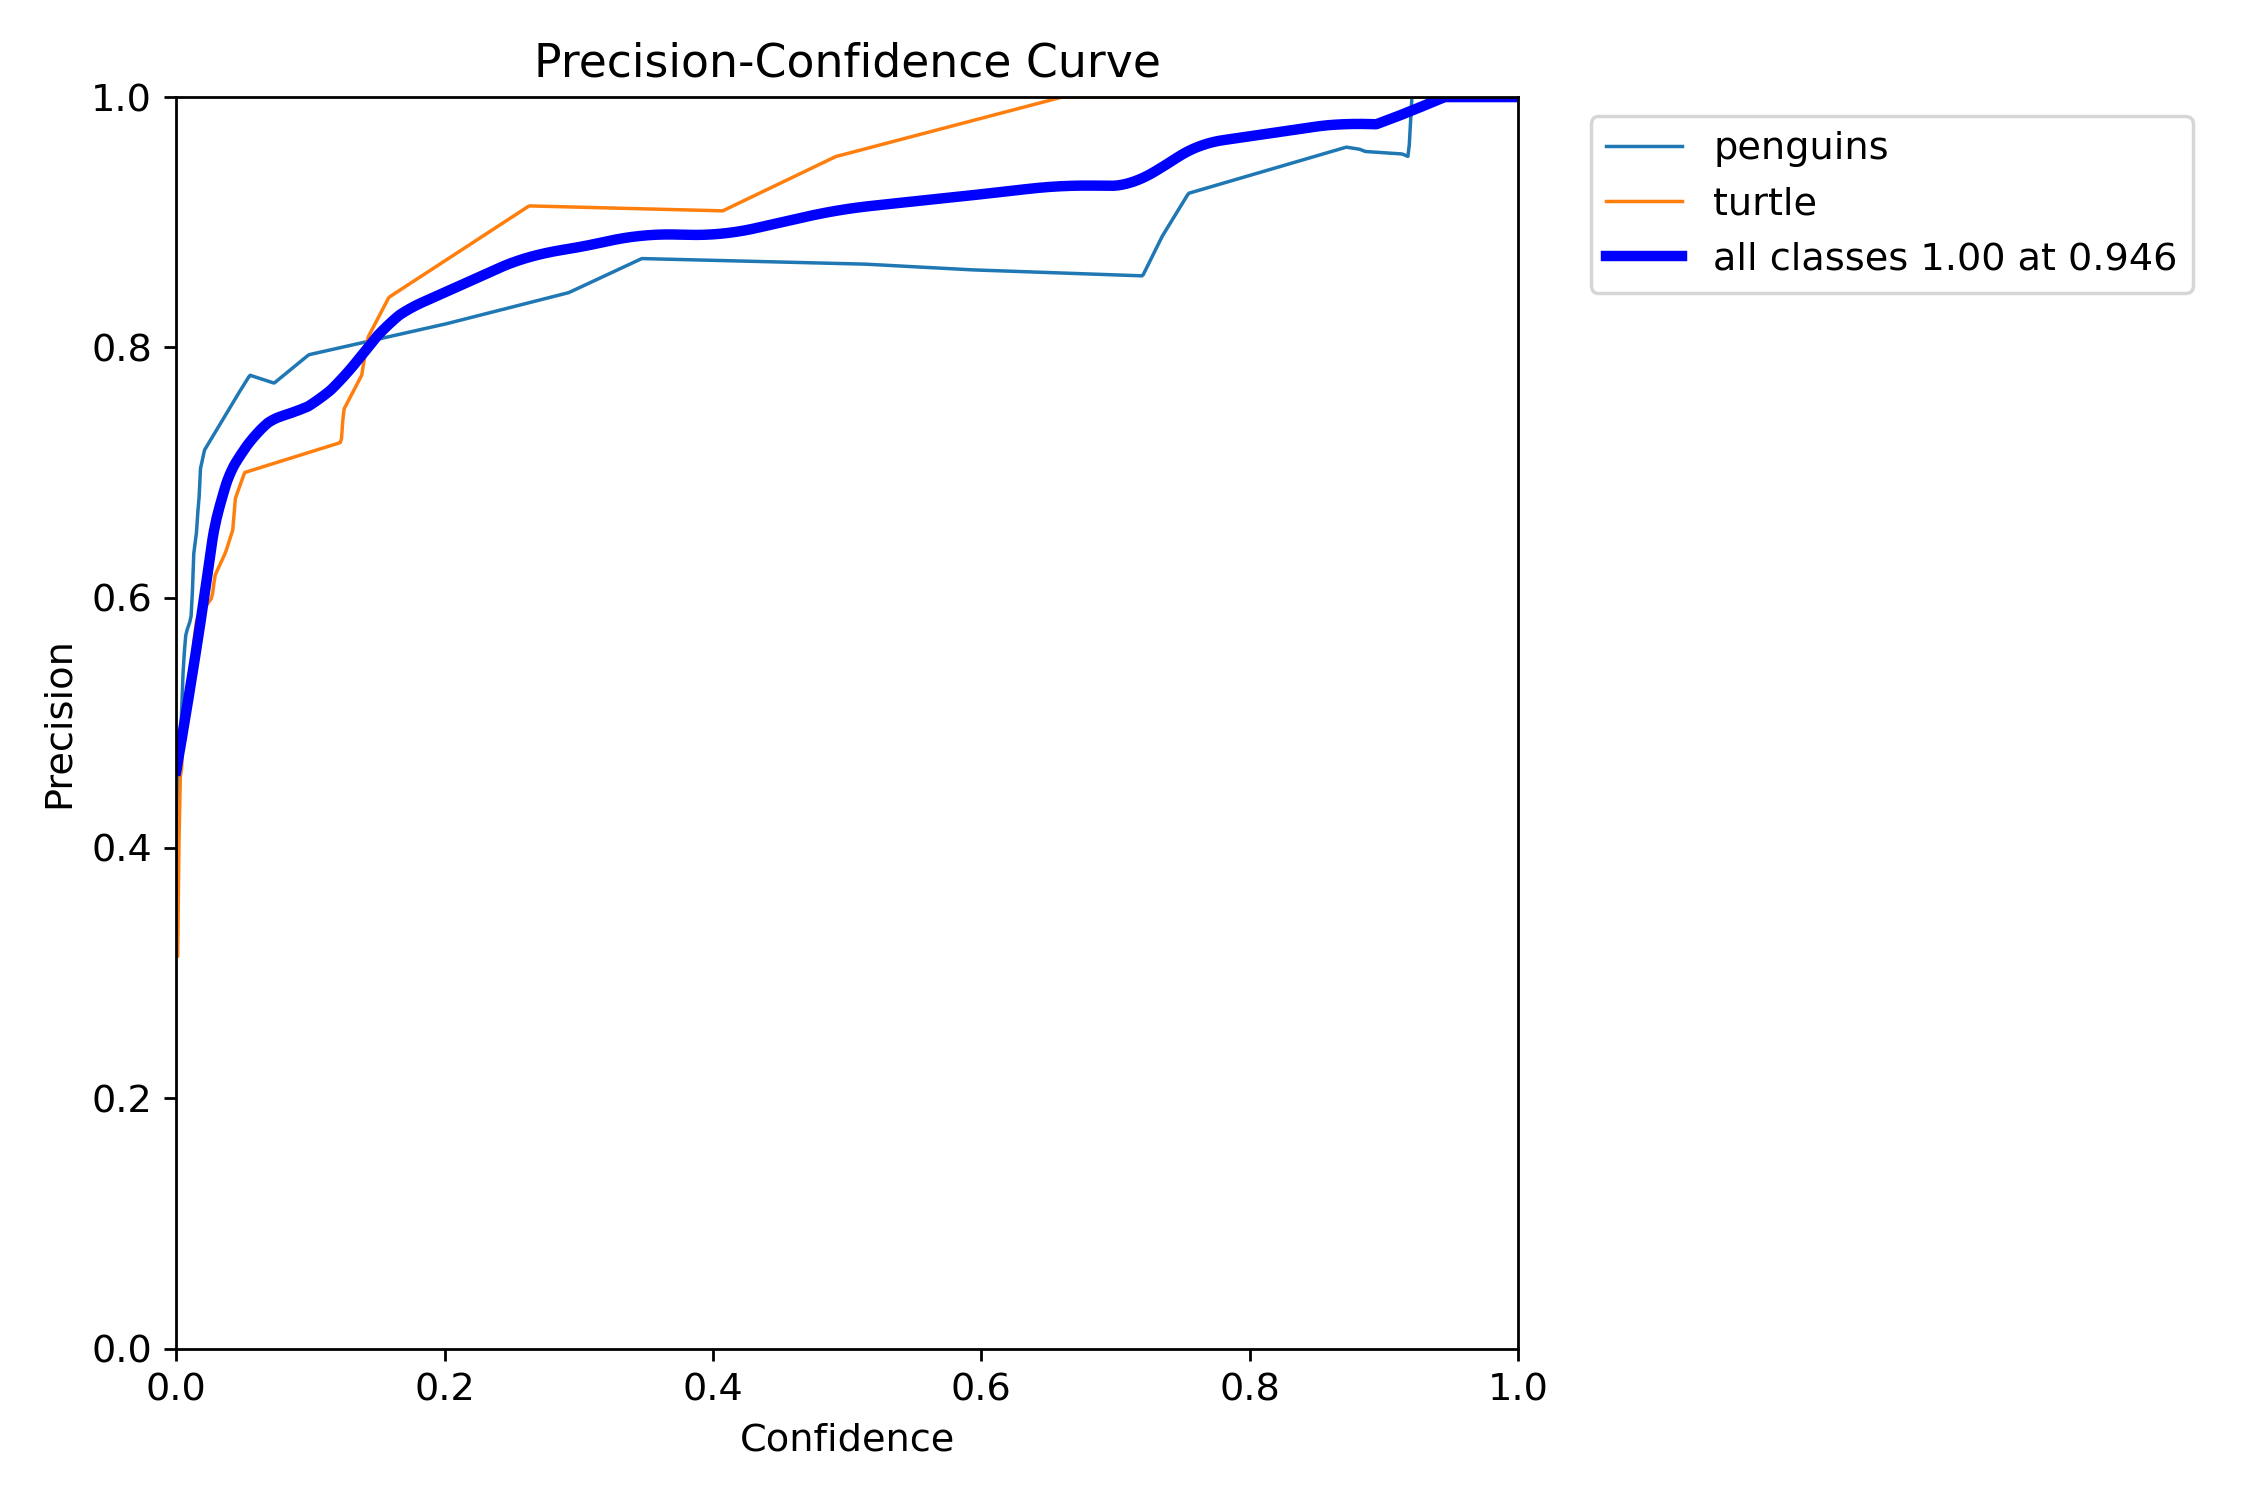 Precision-Confidence Curve
1.0
0.8
0.6
0.4
0.2
0.0
Precision
0.0 0.2 0.4 0.6 0.8 1.0
Confidence
penguins
turtle
all classes 1.00 at 0.946